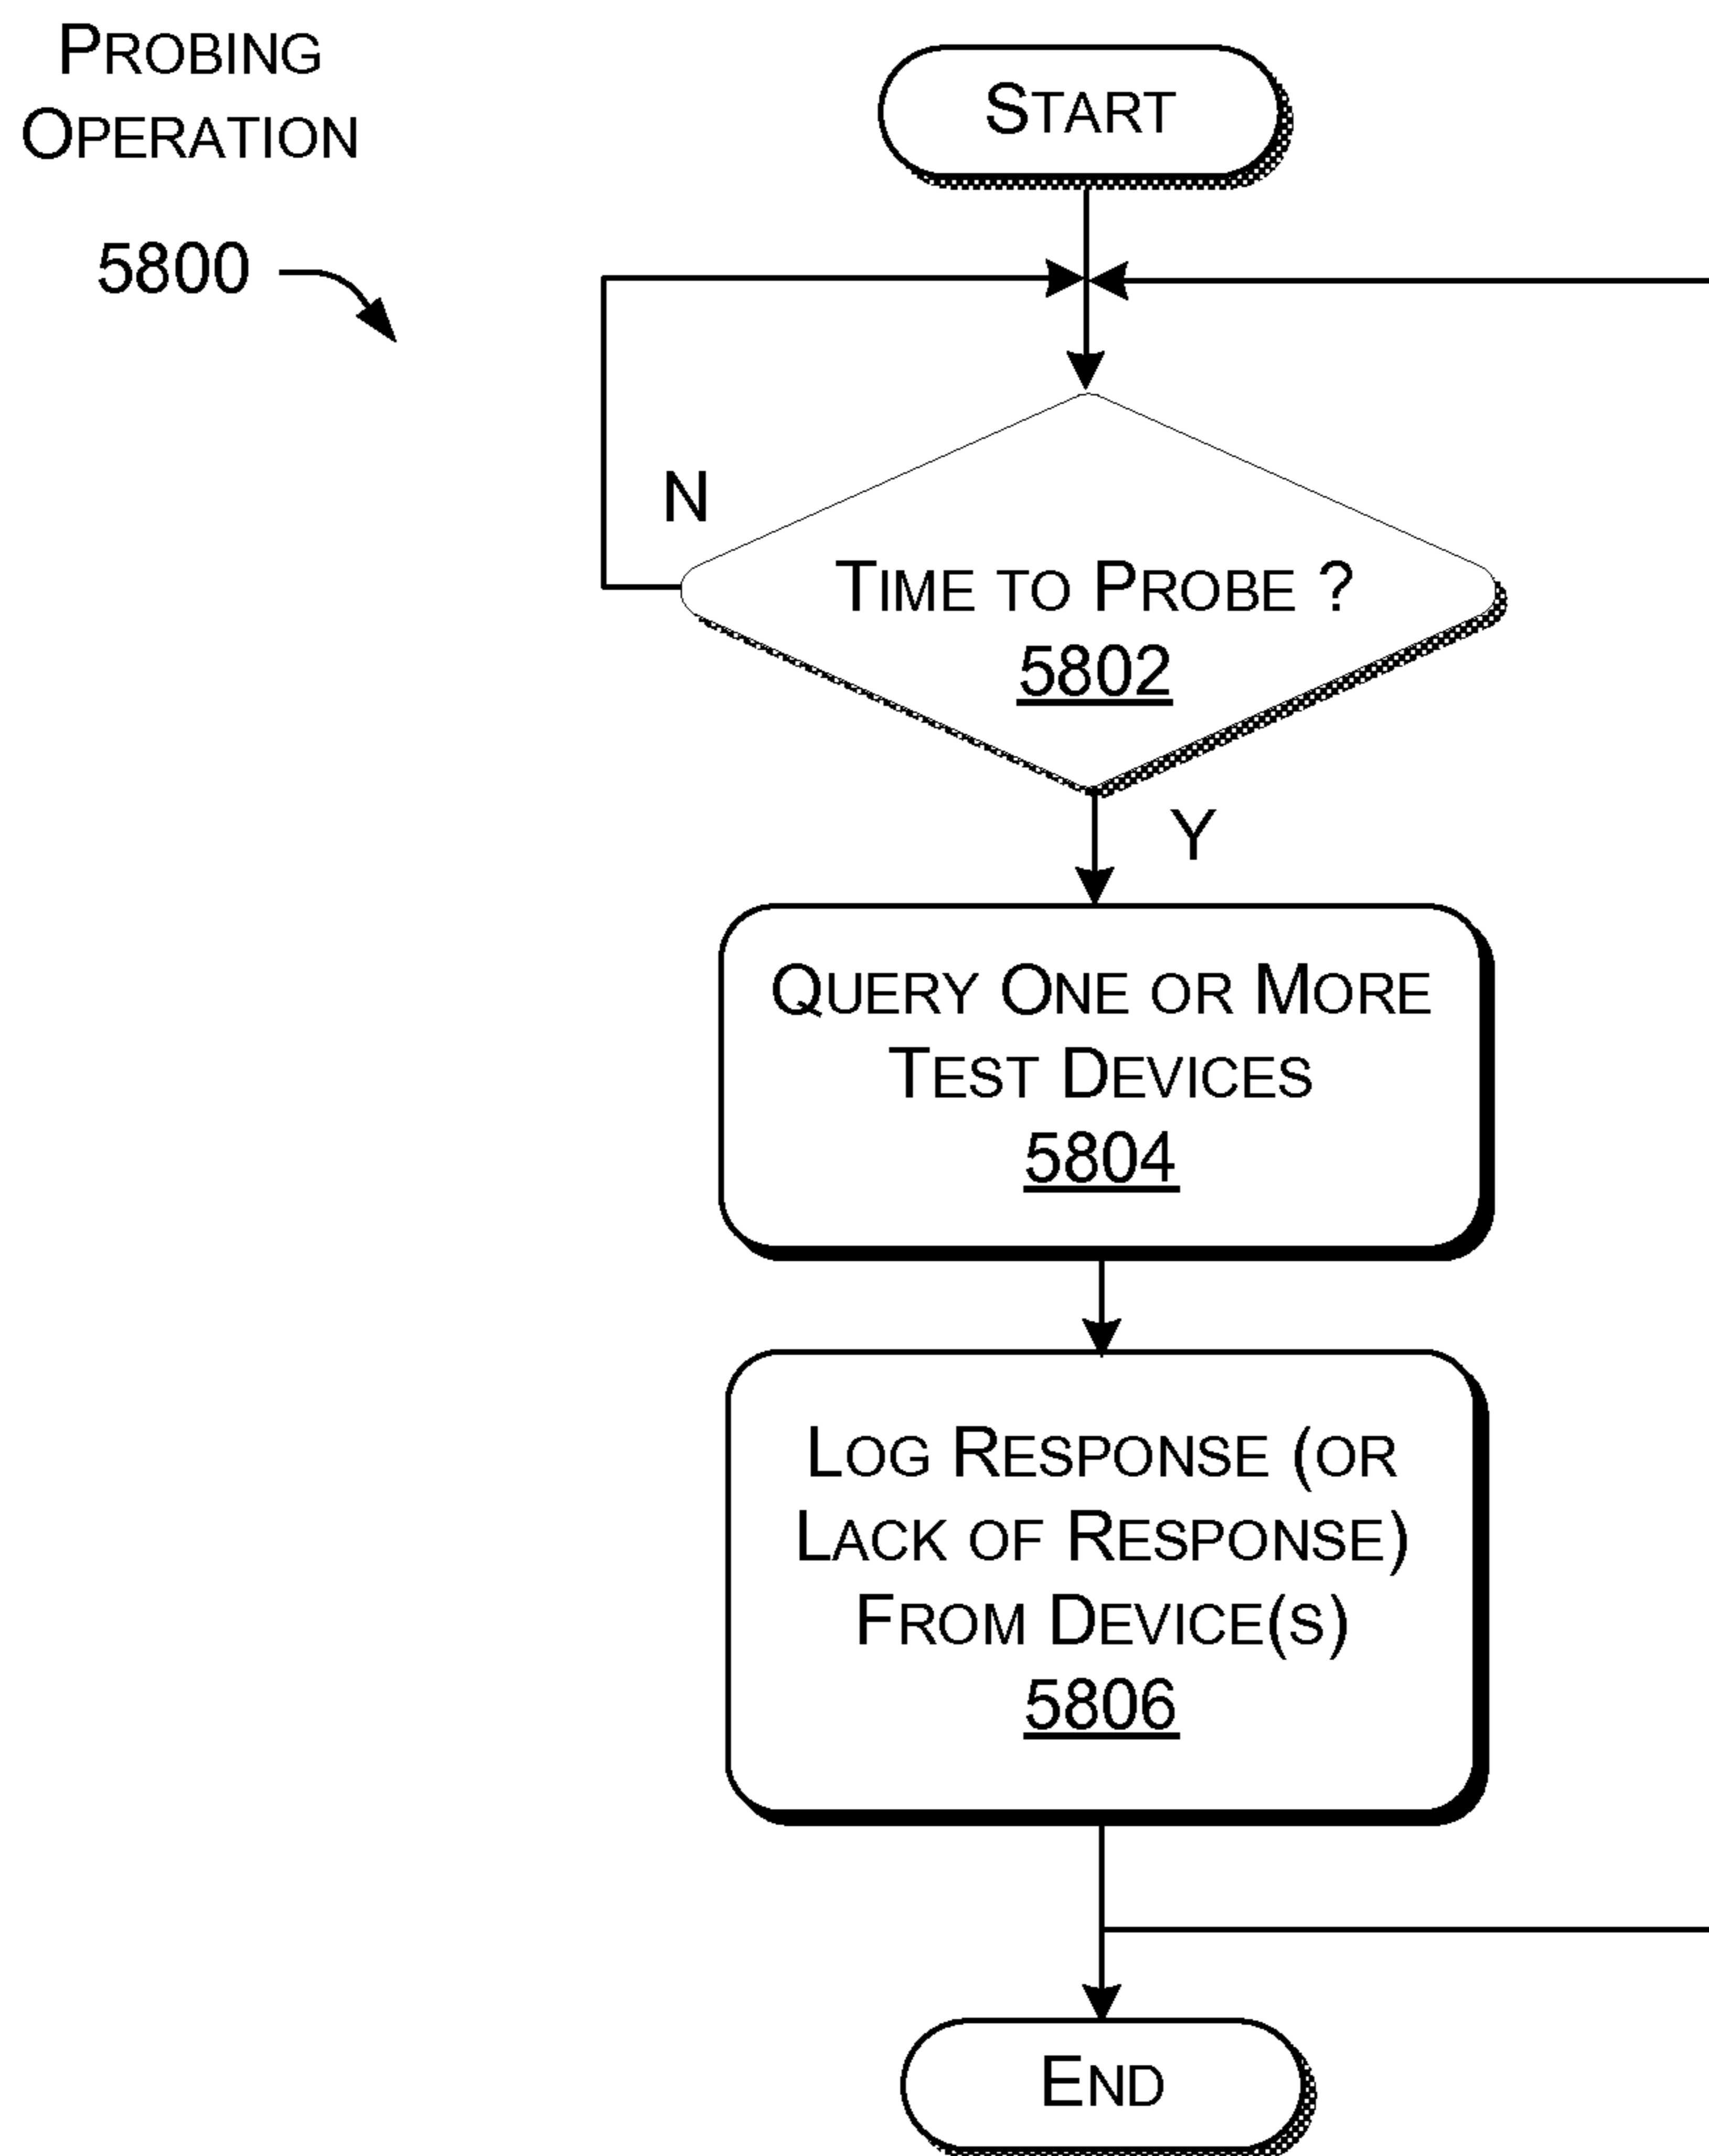 PROBING
OPERATION
5800
START
N
TIME TO PROBE ?
5802
Y
QUERY ONE OR MORE
TEST DEVICES
5804
LOG RESPONSE (OR
LACK OF RESPONSE)
FROM DEVICE(S)
5806
END